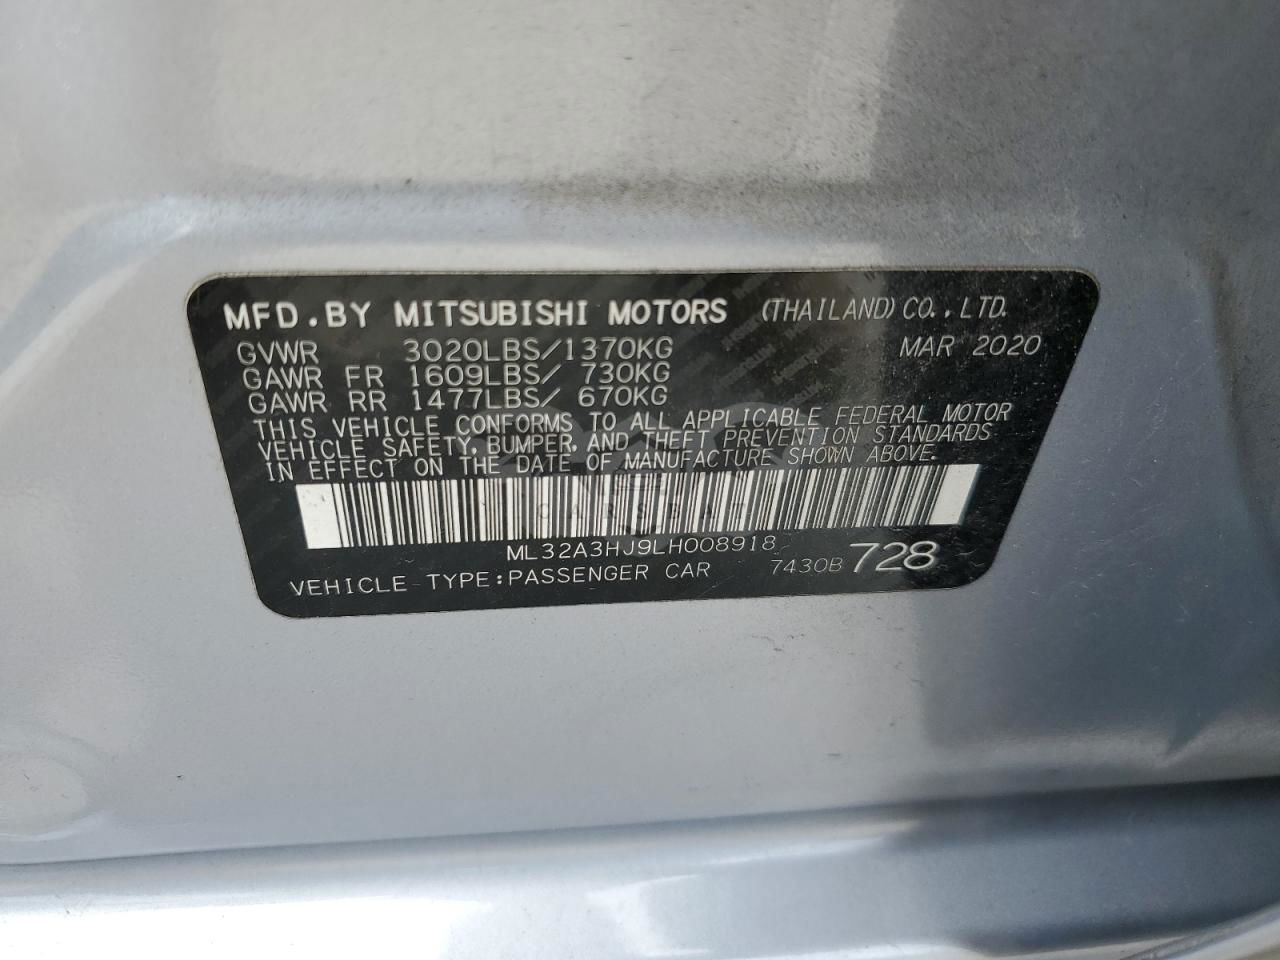 MFD.BY MITSUBISHI MOTORS (THAILAND) CO., LTD.
GVWR 3020LBS/1370KG MAR 2020
GAWR FR 1609LBS/ 730KG
GAWR RR 1477LBS/ 670KG
THIS VEHICLE CONFORMS TO ALL APPLICABLE FEDERAL MOTOR
VEHICLE SAFETY, BUMPER, AND THEFT PREVENTION STANDARDS
IN EFFECT ON THE DATE OF MANUFACTURE SHOWN ABOVE.
ML32A3HJ9LH008918
VEHICLE TYPE:PASSENGER CAR 7430B 728